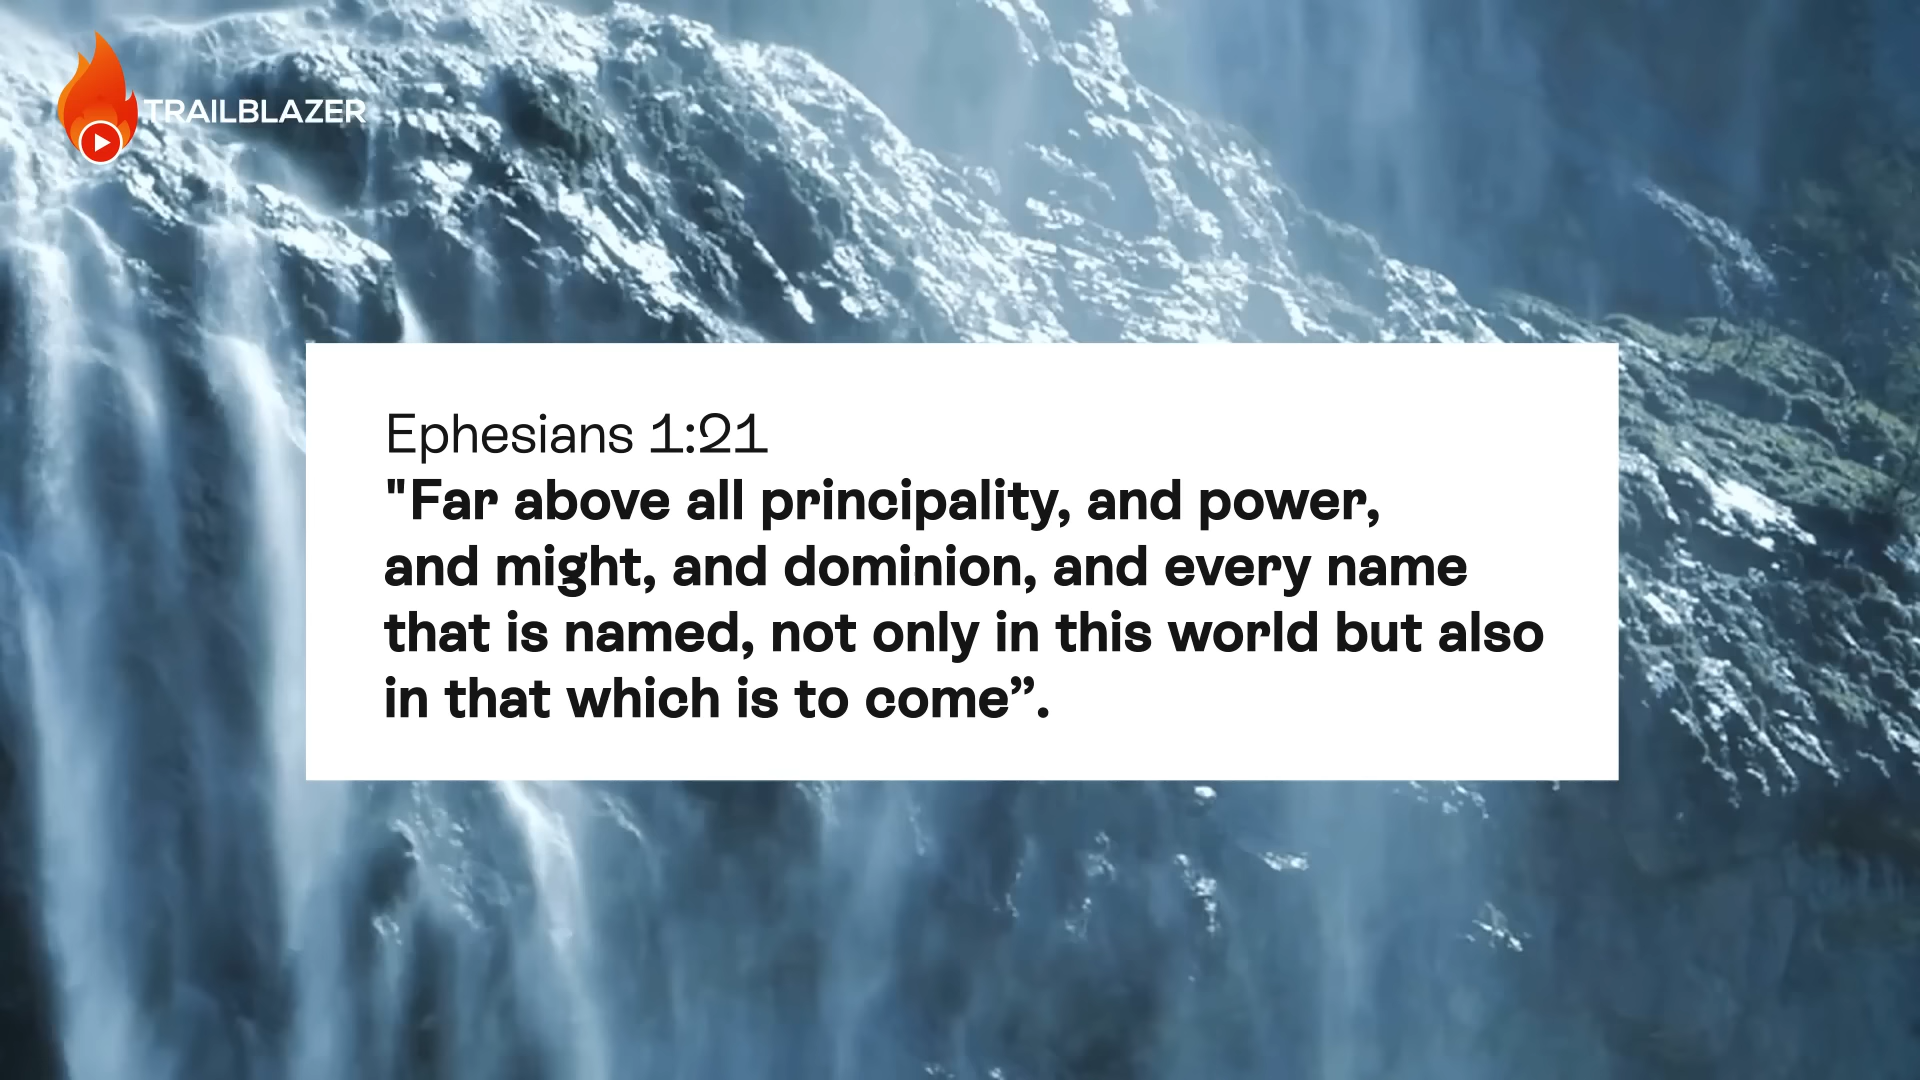 TRAILBLAZER
Ephesians 1:21
"Far above all principality, and power,
and might, and dominion, and every name
that is named, not only in this world but also
in that which is to come”.